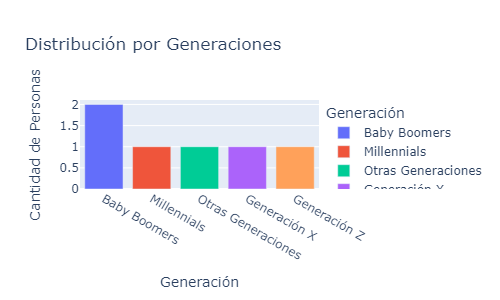 Distribución por Generaciones
Cantidad de Personas
2
1.5
1
0.5
0
Baby Boomers
Millennials
Otras Generaciones
Generación X
Generación Z
Generación
Generación
Baby Boomers
Millennials
Otras Generaciones
Generación X